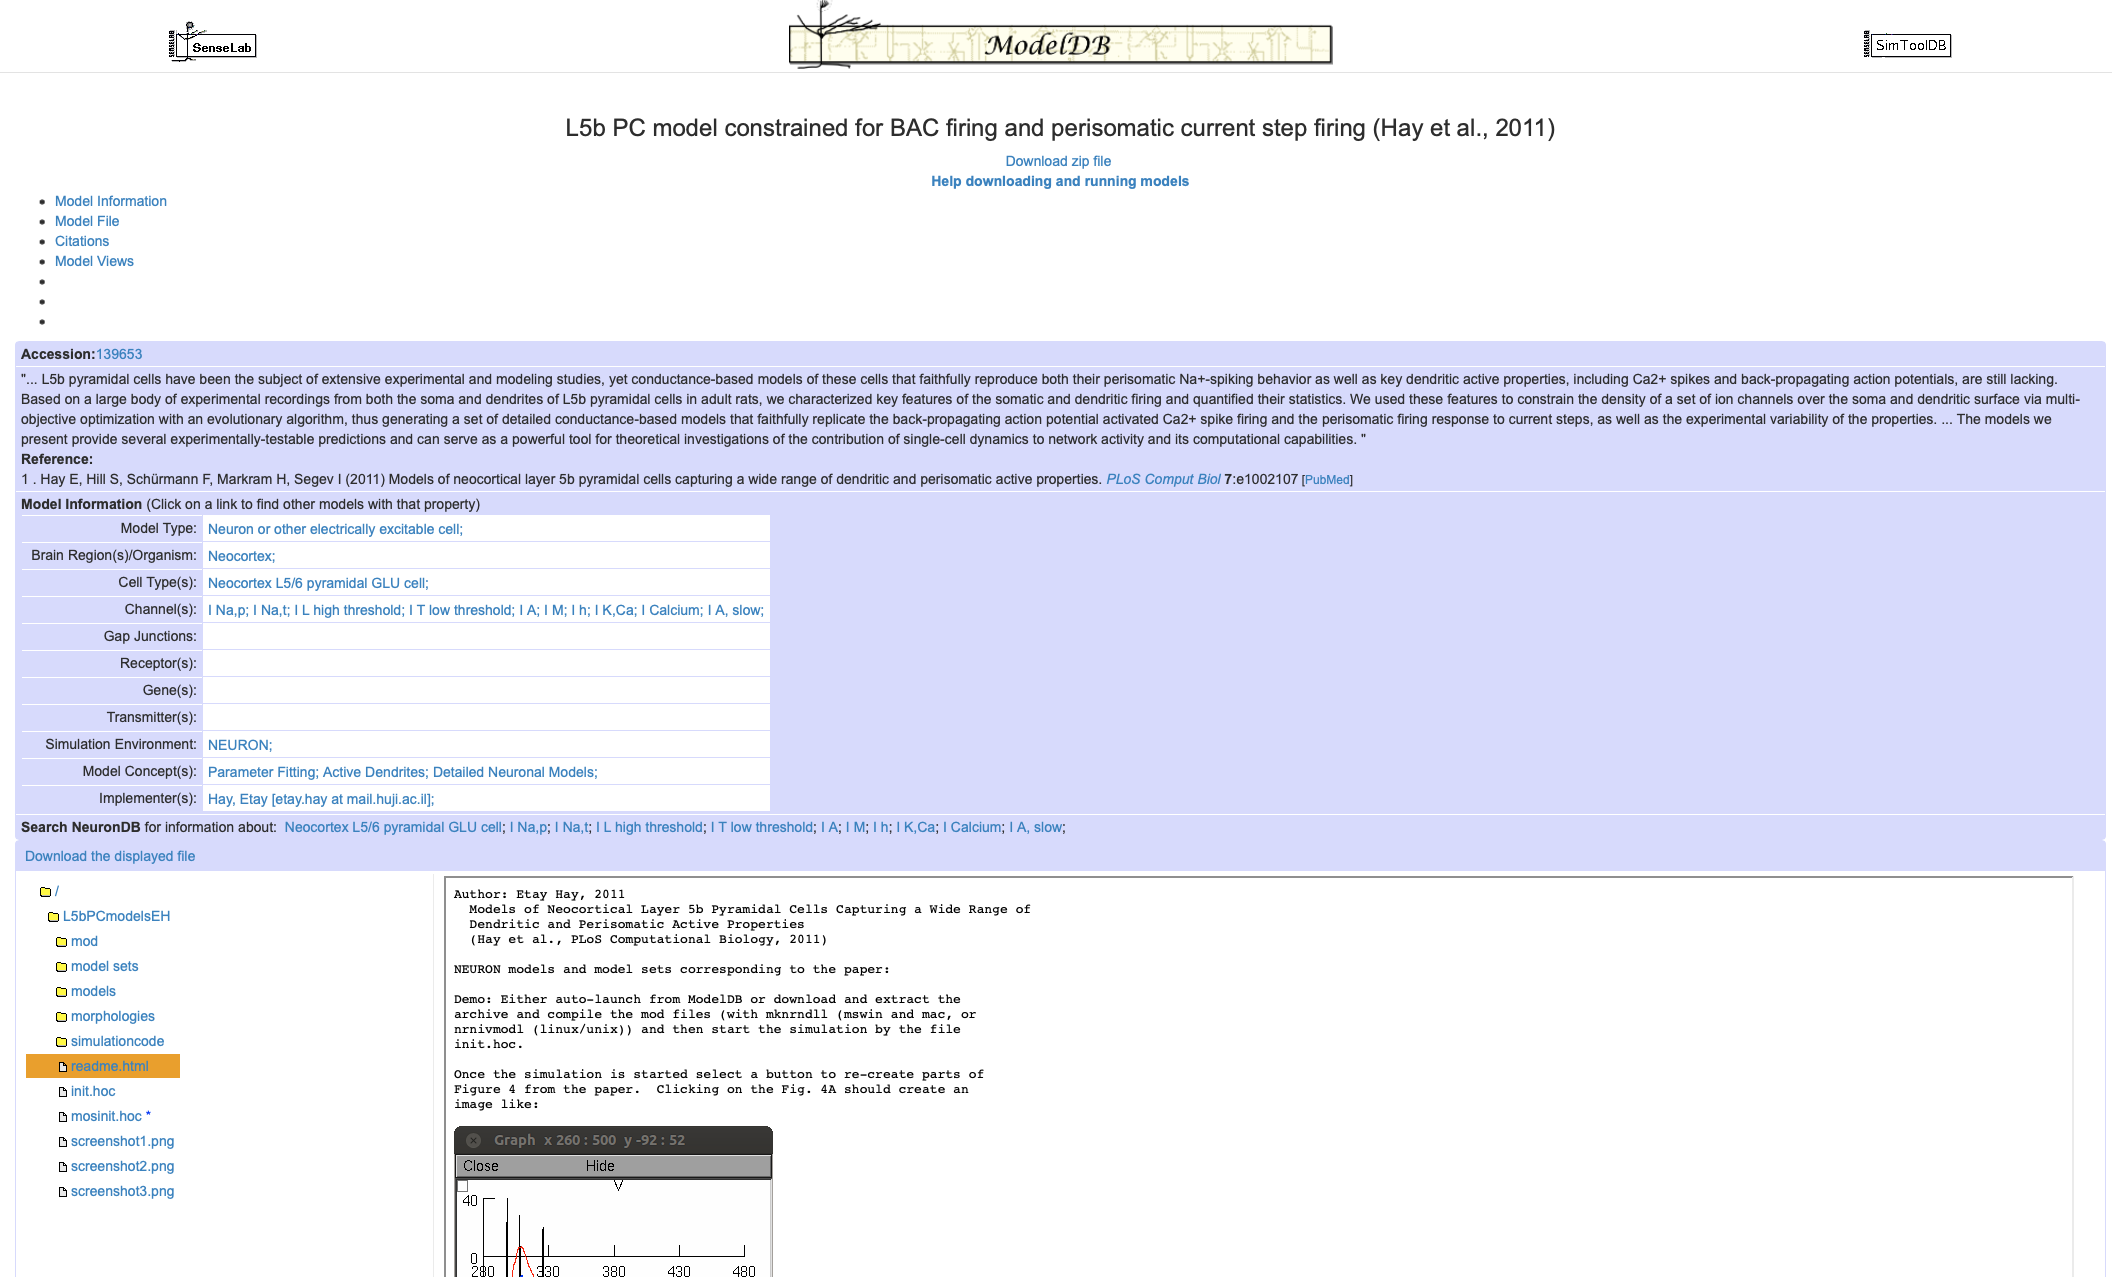 SENSELAB
SenseLab
ModelDB
SENSELAB
SimToolDB
L5b PC model constrained for BAC firing and perisomatic current step firing (Hay et al., 2011)
Download zip file
Help downloading and running models
Model Information
Model File
Citations
Model Views
Accession:139653
"... L5b pyramidal cells have been the subject of extensive experimental and modeling studies, yet conductance-based models of these cells that faithfully reproduce both their perisomatic Na+-spiking behavior as well as key dendritic active properties, including Ca2+ spikes and back-propagating action potentials, are still lacking.
Based on a large body of experimental recordings from both the soma and dendrites of L5b pyramidal cells in adult rats, we characterized key features of the somatic and dendritic firing and quantified their statistics. We used these features to constrain the density of a set of ion channels over the soma and dendritic surface via multi-
objective optimization with an evolutionary algorithm, thus generating a set of detailed conductance-based models that faithfully replicate the back-propagating action potential activated Ca2+ spike firing and the perisomatic firing response to current steps, as well as the experimental variability of the properties. ... The models we
present provide several experimentally-testable predictions and can serve as a powerful tool for theoretical investigations of the contribution of single-cell dynamics to network activity and its computational capabilities. "
Reference:
1 . Hay E, Hill S, Schürmann F, Markram H, Segev I (2011) Models of neocortical layer 5b pyramidal cells capturing a wide range of dendritic and perisomatic active properties. PLoS Comput Biol 7:e1002107 [PubMed]
Model Information (Click on a link to find other models with that property)
Model Type: Neuron or other electrically excitable cell;
Brain Region(s)/Organism: Neocortex;
Cell Type(s): Neocortex L5/6 pyramidal GLU cell;
Channel(s): I Na,p; I Na,t; I L high threshold; I T low threshold; I A; I M; I h; I K,Ca; I Calcium; I A, slow;
Gap Junctions:
Receptor(s):
Gene(s):
Transmitter(s):
Simulation Environment: NEURON;
Model Concept(s): Parameter Fitting; Active Dendrites; Detailed Neuronal Models;
Implementer(s): Hay, Etay [etay.hay at mail.huji.ac.il];
Search NeuronDB for information about: Neocortex L5/6 pyramidal GLU cell; I Na,p; I Na,t; I L high threshold; I T low threshold; I A; I M; I h; I K,Ca; I Calcium; I A, slow;
Download the displayed file
/
L5bPCmodelsEH
mod
model sets
models
morphologies
simulationcode
readme.html
init.hoc
mosinit.hoc *
screenshot1.png
screenshot2.png
screenshot3.png
Author: Etay Hay, 2011
Models of Neocortical Layer 5b Pyramidal Cells Capturing a Wide Range of
Dendritic and Perisomatic Active Properties
(Hay et al., PLoS Computational Biology, 2011)
NEURON models and model sets corresponding to the paper:
Demo: Either auto-launch from ModelDB or download and extract the
archive and compile the mod files (with mknrndll (mswin and mac, or
nrnivmodl (linux/unix)) and then start the simulation by the file
init.hoc.
Once the simulation is started select a button to re-create parts of
Figure 4 from the paper.  Clicking on the Fig. 4A should create an
image like:
Graph x 260 : 500 y -92 : 52
Close Hide
V
40
0
280 330 380 430 480